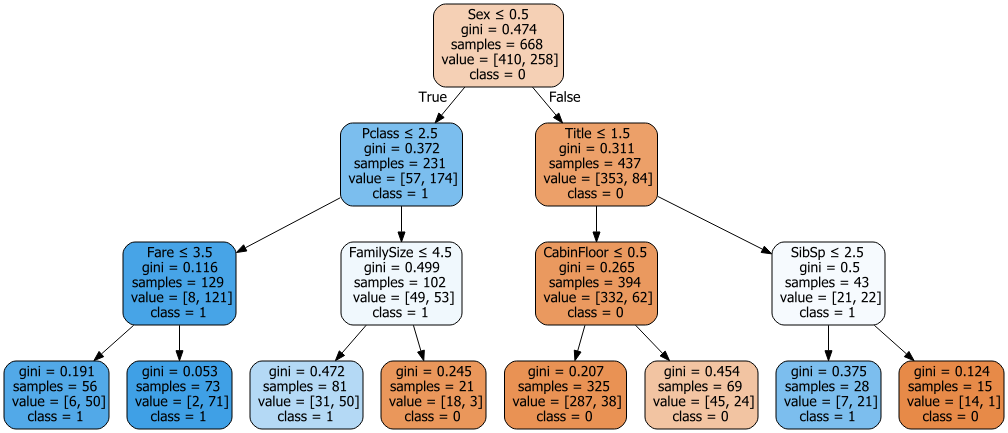 Sex ≤ 0.5
gini = 0.474
samples = 668
value = [410, 258]
class = 0
True
False
Pclass ≤ 2.5
gini = 0.372
samples = 231
value = [57, 174]
class = 1
Title ≤ 1.5
gini = 0.311
samples = 437
value = [353, 84]
class = 0
Fare ≤ 3.5
gini = 0.116
samples = 129
value = [8, 121]
class = 1
FamilySize ≤ 4.5
gini = 0.499
samples = 102
value = [49, 53]
class = 1
CabinFloor ≤ 0.5
gini = 0.265
samples = 394
value = [332, 62]
class = 0
SibSp ≤ 2.5
gini = 0.5
samples = 43
value = [21, 22]
class = 1
gini = 0.191
samples = 56
value = [6, 50]
class = 1
gini = 0.053
samples = 73
value = [2, 71]
class = 1
gini = 0.472
samples = 81
value = [31, 50]
class = 1
gini = 0.245
samples = 21
value = [18, 3]
class = 0
gini = 0.207
samples = 325
value = [287, 38]
class = 0
gini = 0.454
samples = 69
value = [45, 24]
class = 0
gini = 0.375
samples = 28
value = [7, 21]
class = 1
gini = 0.124
samples = 15
value = [14, 1]
class = 0